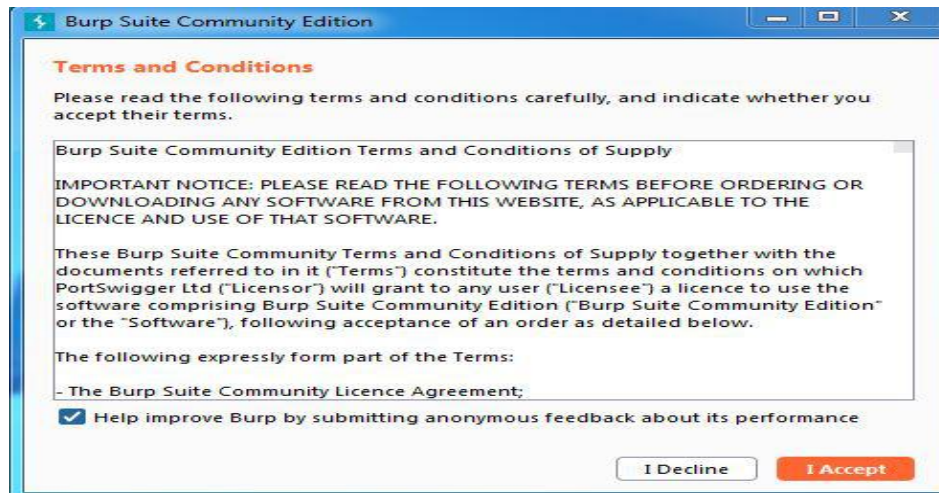 Burp Suite Community Edition
Terms and Conditions
Please read the following terms and conditions carefully, and indicate whether you
accept their terms.
Burp Suite Community Edition Terms and Conditions of Supply
IMPORTANT NOTICE: PLEASE READ THE FOLLOWING TERMS BEFORE ORDERING OR
DOWNLOADING ANY SOFTWARE FROM THIS WEBSITE, AS APPLICABLE TO THE
LICENCE AND USE OF THAT SOFTWARE.
These Burp Suite Community Terms and Conditions of Supply together with the
documents referred to in it ("Terms") constitute the terms and conditions on which
PortSwigger Ltd ("Licensor") will grant to any user ("Licensee") a licence to use the
software comprising Burp Suite Community Edition ("Burp Suite Community Edition"
or the "Software"), following acceptance of an order as detailed below.
The following expressly form part of the Terms:
- The Burp Suite Community Licence Agreement;
Help improve Burp by submitting anonymous feedback about its performance
I Decline
I Accept